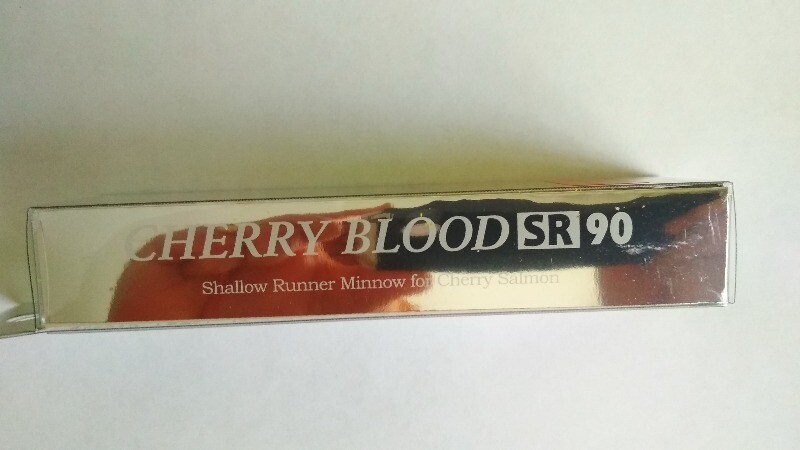 CHERRY BLOOD SR 90
Shallow Runner Minnow for Cherry Salmon